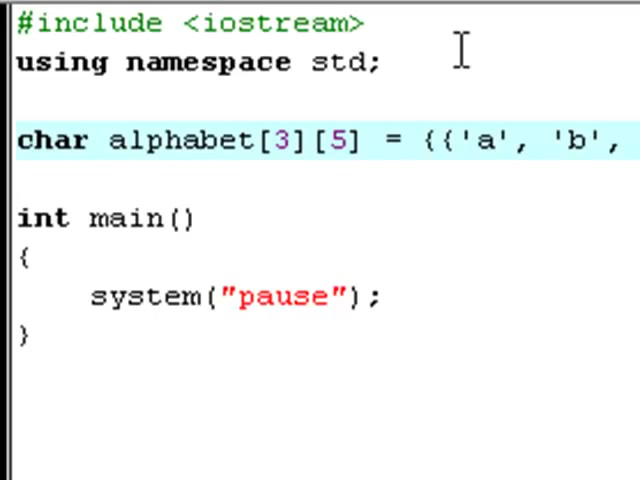 #include <iostream>
using namespace std;
char alphabet[3][5] = {{'a', 'b',
int main()
{
system("pause");
}